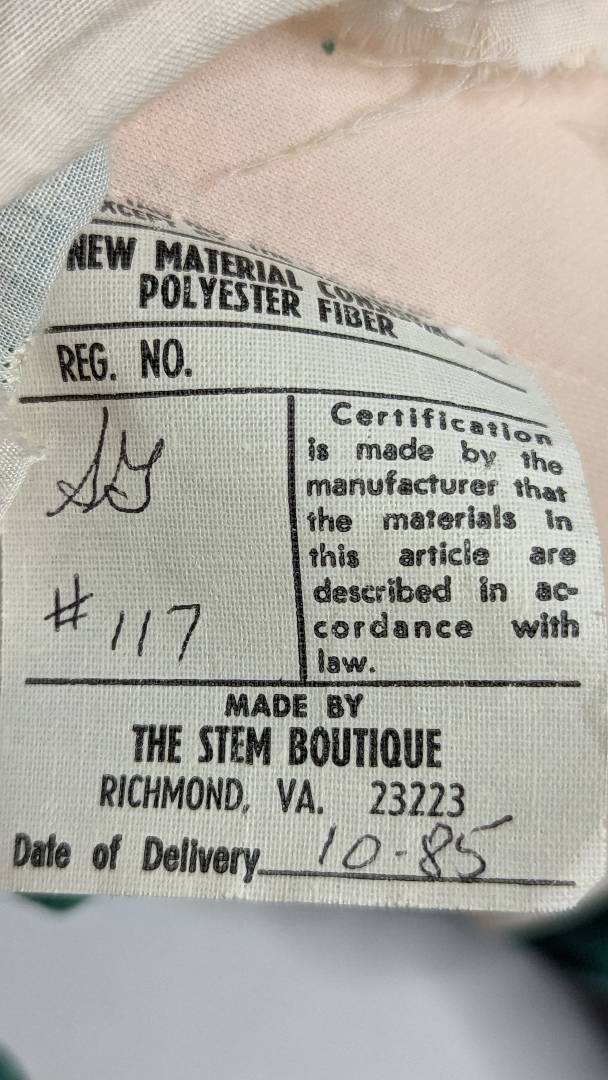 NEW MATERIAL
POLYESTER FIBER
REG. NO.
#117
Certification
is made by the
manufacturer that
the materials in
this article are
described in ac-
cordance with
law.
MADE BY
THE STEM BOUTIQUE
RICHMOND, VA. 23223
Date of Delivery 10-85